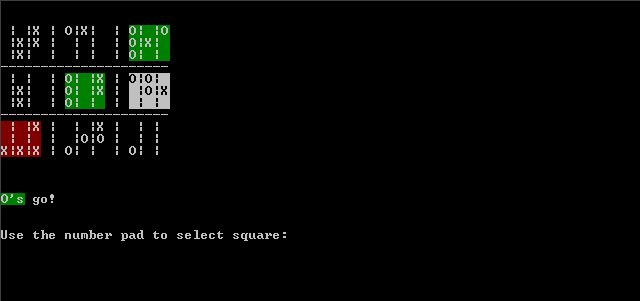 | |X | O|X|  | O| |O
 |X|X |  | |  | O|X|
 |X|  |  | |  | O| |
---------------------
 | |  | O| |X | O|O|
 |X|  | O| |X |  |O|X
 |X|  | O| |  |  | |
---------------------
 | |X |  | |X |  | |
 | |  |  |O|O |  | |
X|X|X | O| |  | O| |
O's go!
Use the number pad to select square: